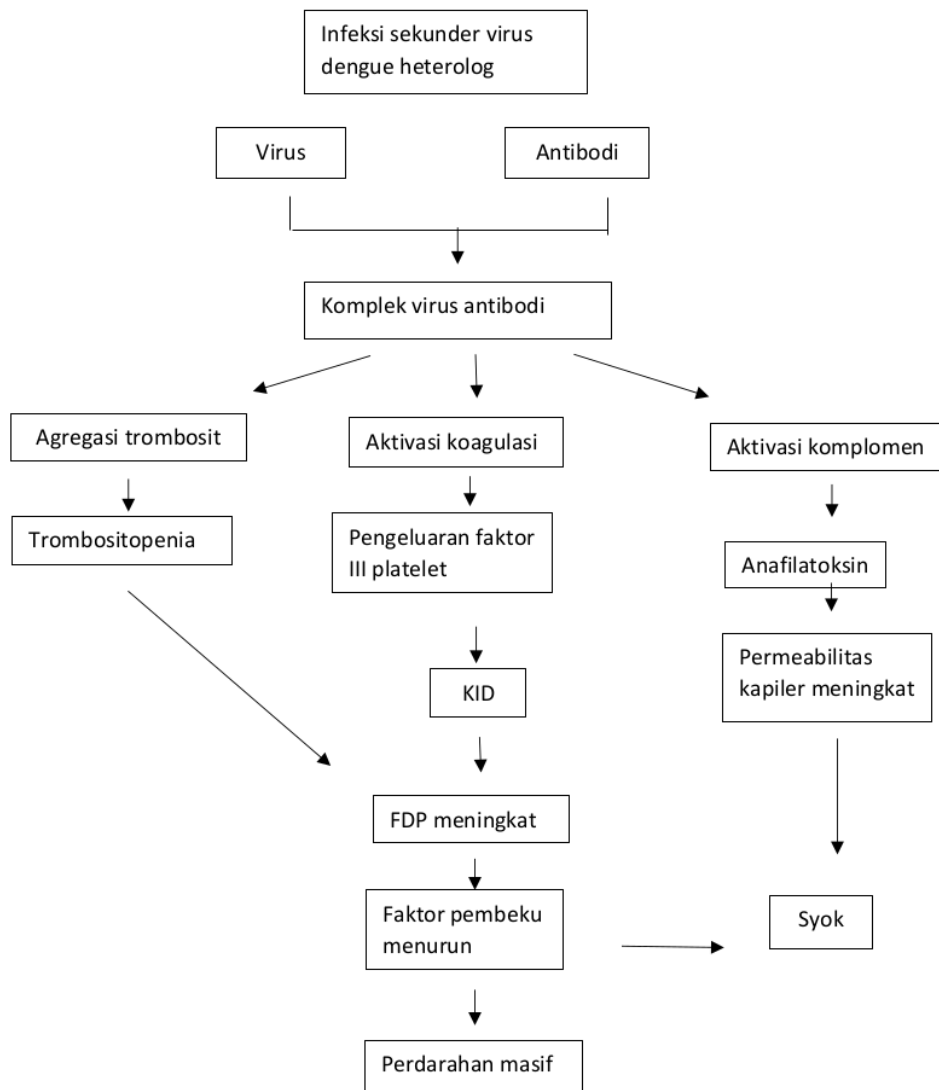 Infeksi sekunder virus
dengue heterolog
Virus
Antibodi
Komplek virus antibodi
Agregasi trombosit
Aktivasi koagulasi
Aktivasi komplomen
Trombositopenia
Pengeluaran faktor
III platelet
Anafilatoksin
Permeabilitas
kapiler meningkat
KID
FDP meningkat
Faktor pembeku
menurun
Syok
Perdarahan masif